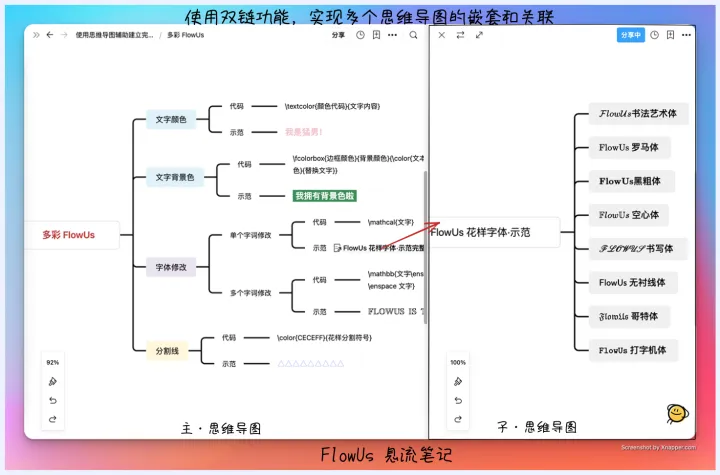 使用双链功能，实现多个思维导图的嵌套和关联
使用思维导图辅助建立完... / 多彩 FlowUs
分享
分享中
多彩 FlowUs
文字颜色
代码
\textcolor{颜色代码}{文字内容}
示范
我是猛男!
文字背景色
代码
\fcolorbox{边框颜色}{背景颜色}{\color{文本
色}{替换文字}}
示范
我拥有背景色啦
字体修改
单个字词修改
代码
\mathcal{文字}
示范
FlowUs 花样字体·示范完整
多个字词修改
代码
\mathbb{文字\ens
\enspace 文字}
示范
FLOWUS IS
分割线
代码
\color{CECEFF}{花样分割符号}
示范
△△△△△△△△△
92%
主·思维导图
FlowUs 花样字体·示范
FlowUs书法艺术体
FlowUs 罗马体
FlowUs黑粗体
FlowUs 空心体
FLOWUS 书写体
FlowUs 无衬线体
FlowUs 哥特体
FlowUs 打字机体
100%
子·思维导图
FlowUs 息流笔记
Screenshot by Xnapper.com